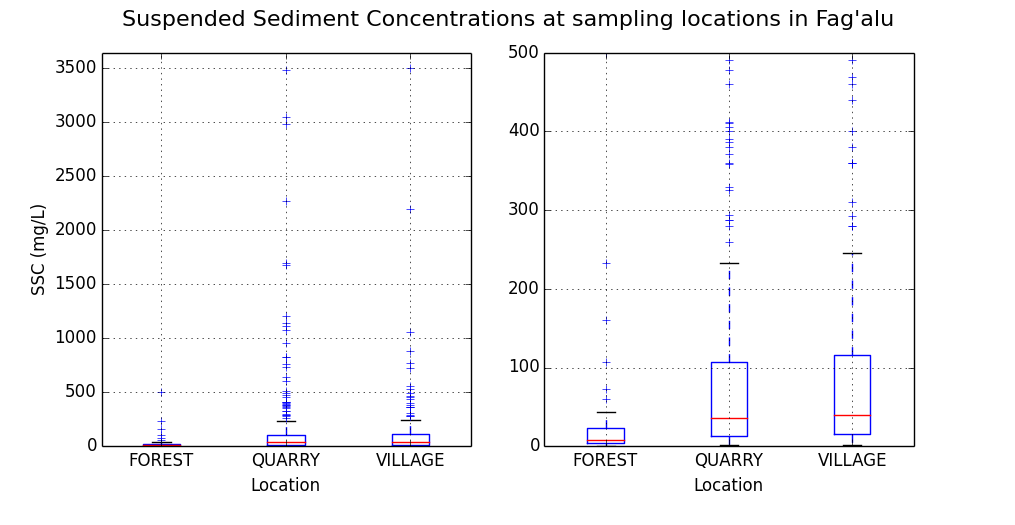 Suspended Sediment Concentrations at sampling locations in Fag'alu
SSC (mg/L)
3500
3000
2500
2000
1500
1000
500
0
FOREST QUARRY VILLAGE
Location
500
400
300
200
100
0
FOREST QUARRY VILLAGE
Location